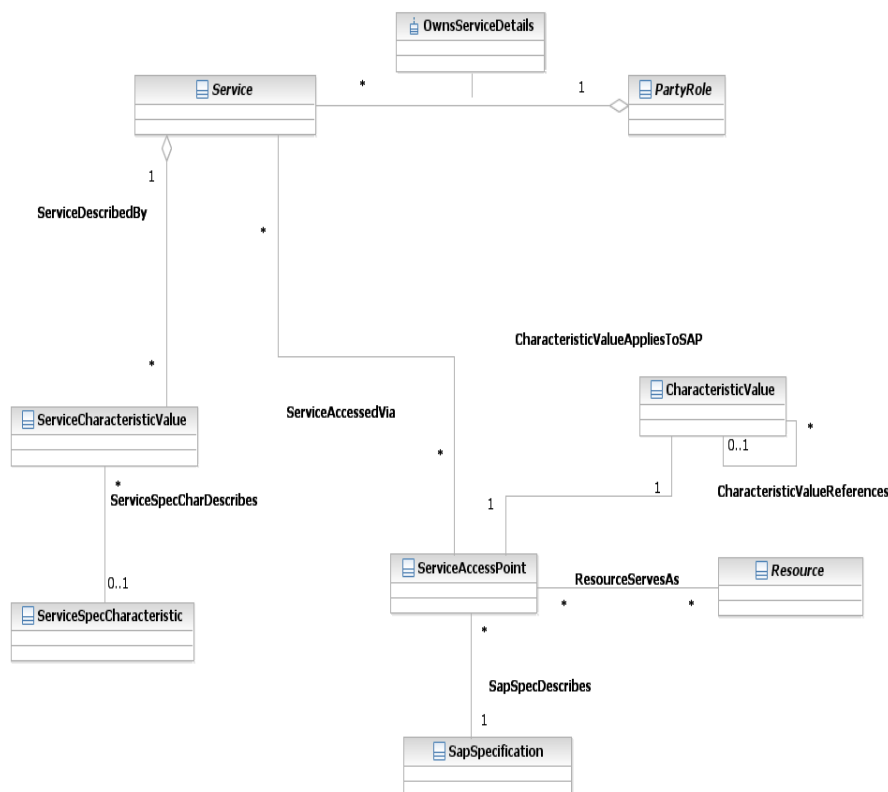 OwnsServiceDetails
Service
*
1
PartyRole
1
ServiceDescribedBy
*
CharacteristicValueAppliesToSAP
*
CharacteristicValue
ServiceCharacteristicValue
ServiceAccessedVia
*
0..1
*
*
1
CharacteristicValueReferences
ServiceSpecCharDescribes
1
ServiceAccessPoint
Resource
ResourceServesAs
0..1
*
*
ServiceSpecCharacteristic
*
SapSpecDescribes
1
SapSpecification